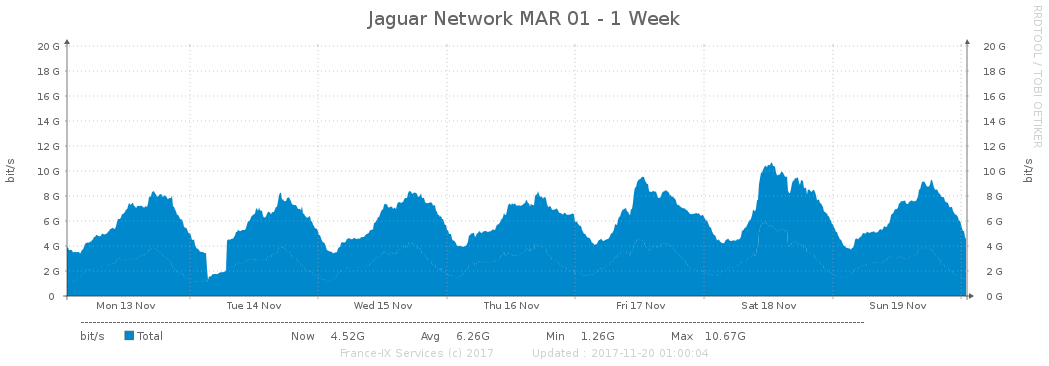 Jaguar Network MAR 01 - 1 Week
RRDTOOL / TOBI OETIKER
bit/s
bit/s
20 G 20 G
18 G 18 G
16 G 16 G
14 G 14 G
12 G 12 G
10 G 10 G
8 G 8 G
6 G 6 G
4 G 4 G
2 G 2 G
0 0 G
Mon 13 Nov Tue 14 Nov Wed 15 Nov Thu 16 Nov Fri 17 Nov Sat 18 Nov Sun 19 Nov
bit/s Total Now 4.52G Avg 6.26G Min 1.26G Max 10.67G
France-IX Services (c) 2017 Updated : 2017-11-20 01:00:04